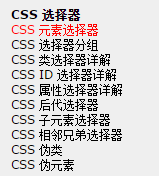 CSS 选择器
CSS 元素选择器
CSS 选择器分组
CSS 类选择器详解
CSS ID 选择器详解
CSS 属性选择器详解
CSS 后代选择器
CSS 子元素选择器
CSS 相邻兄弟选择器
CSS 伪类
CSS 伪元素